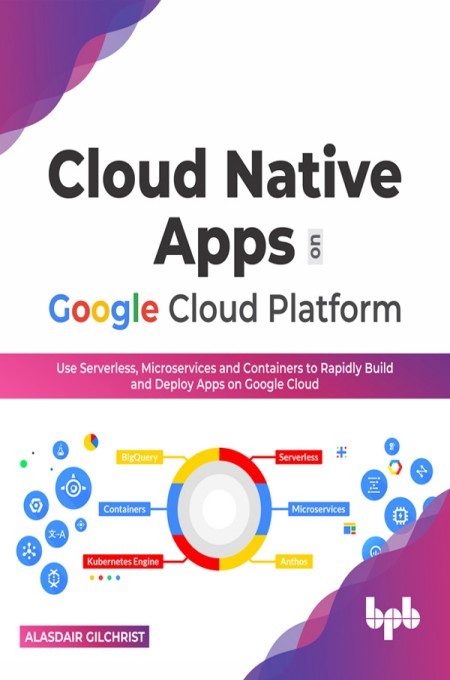 Cloud Native
Apps on
Google Cloud Platform
Use Serverless, Microservices and Containers to Rapidly Build
and Deploy Apps on Google Cloud
BigQuery
Serverless
Containers
Microservices
Kubernetes Engine
Anthos
文-A
ALASDAIR GILCHRIST
bpb